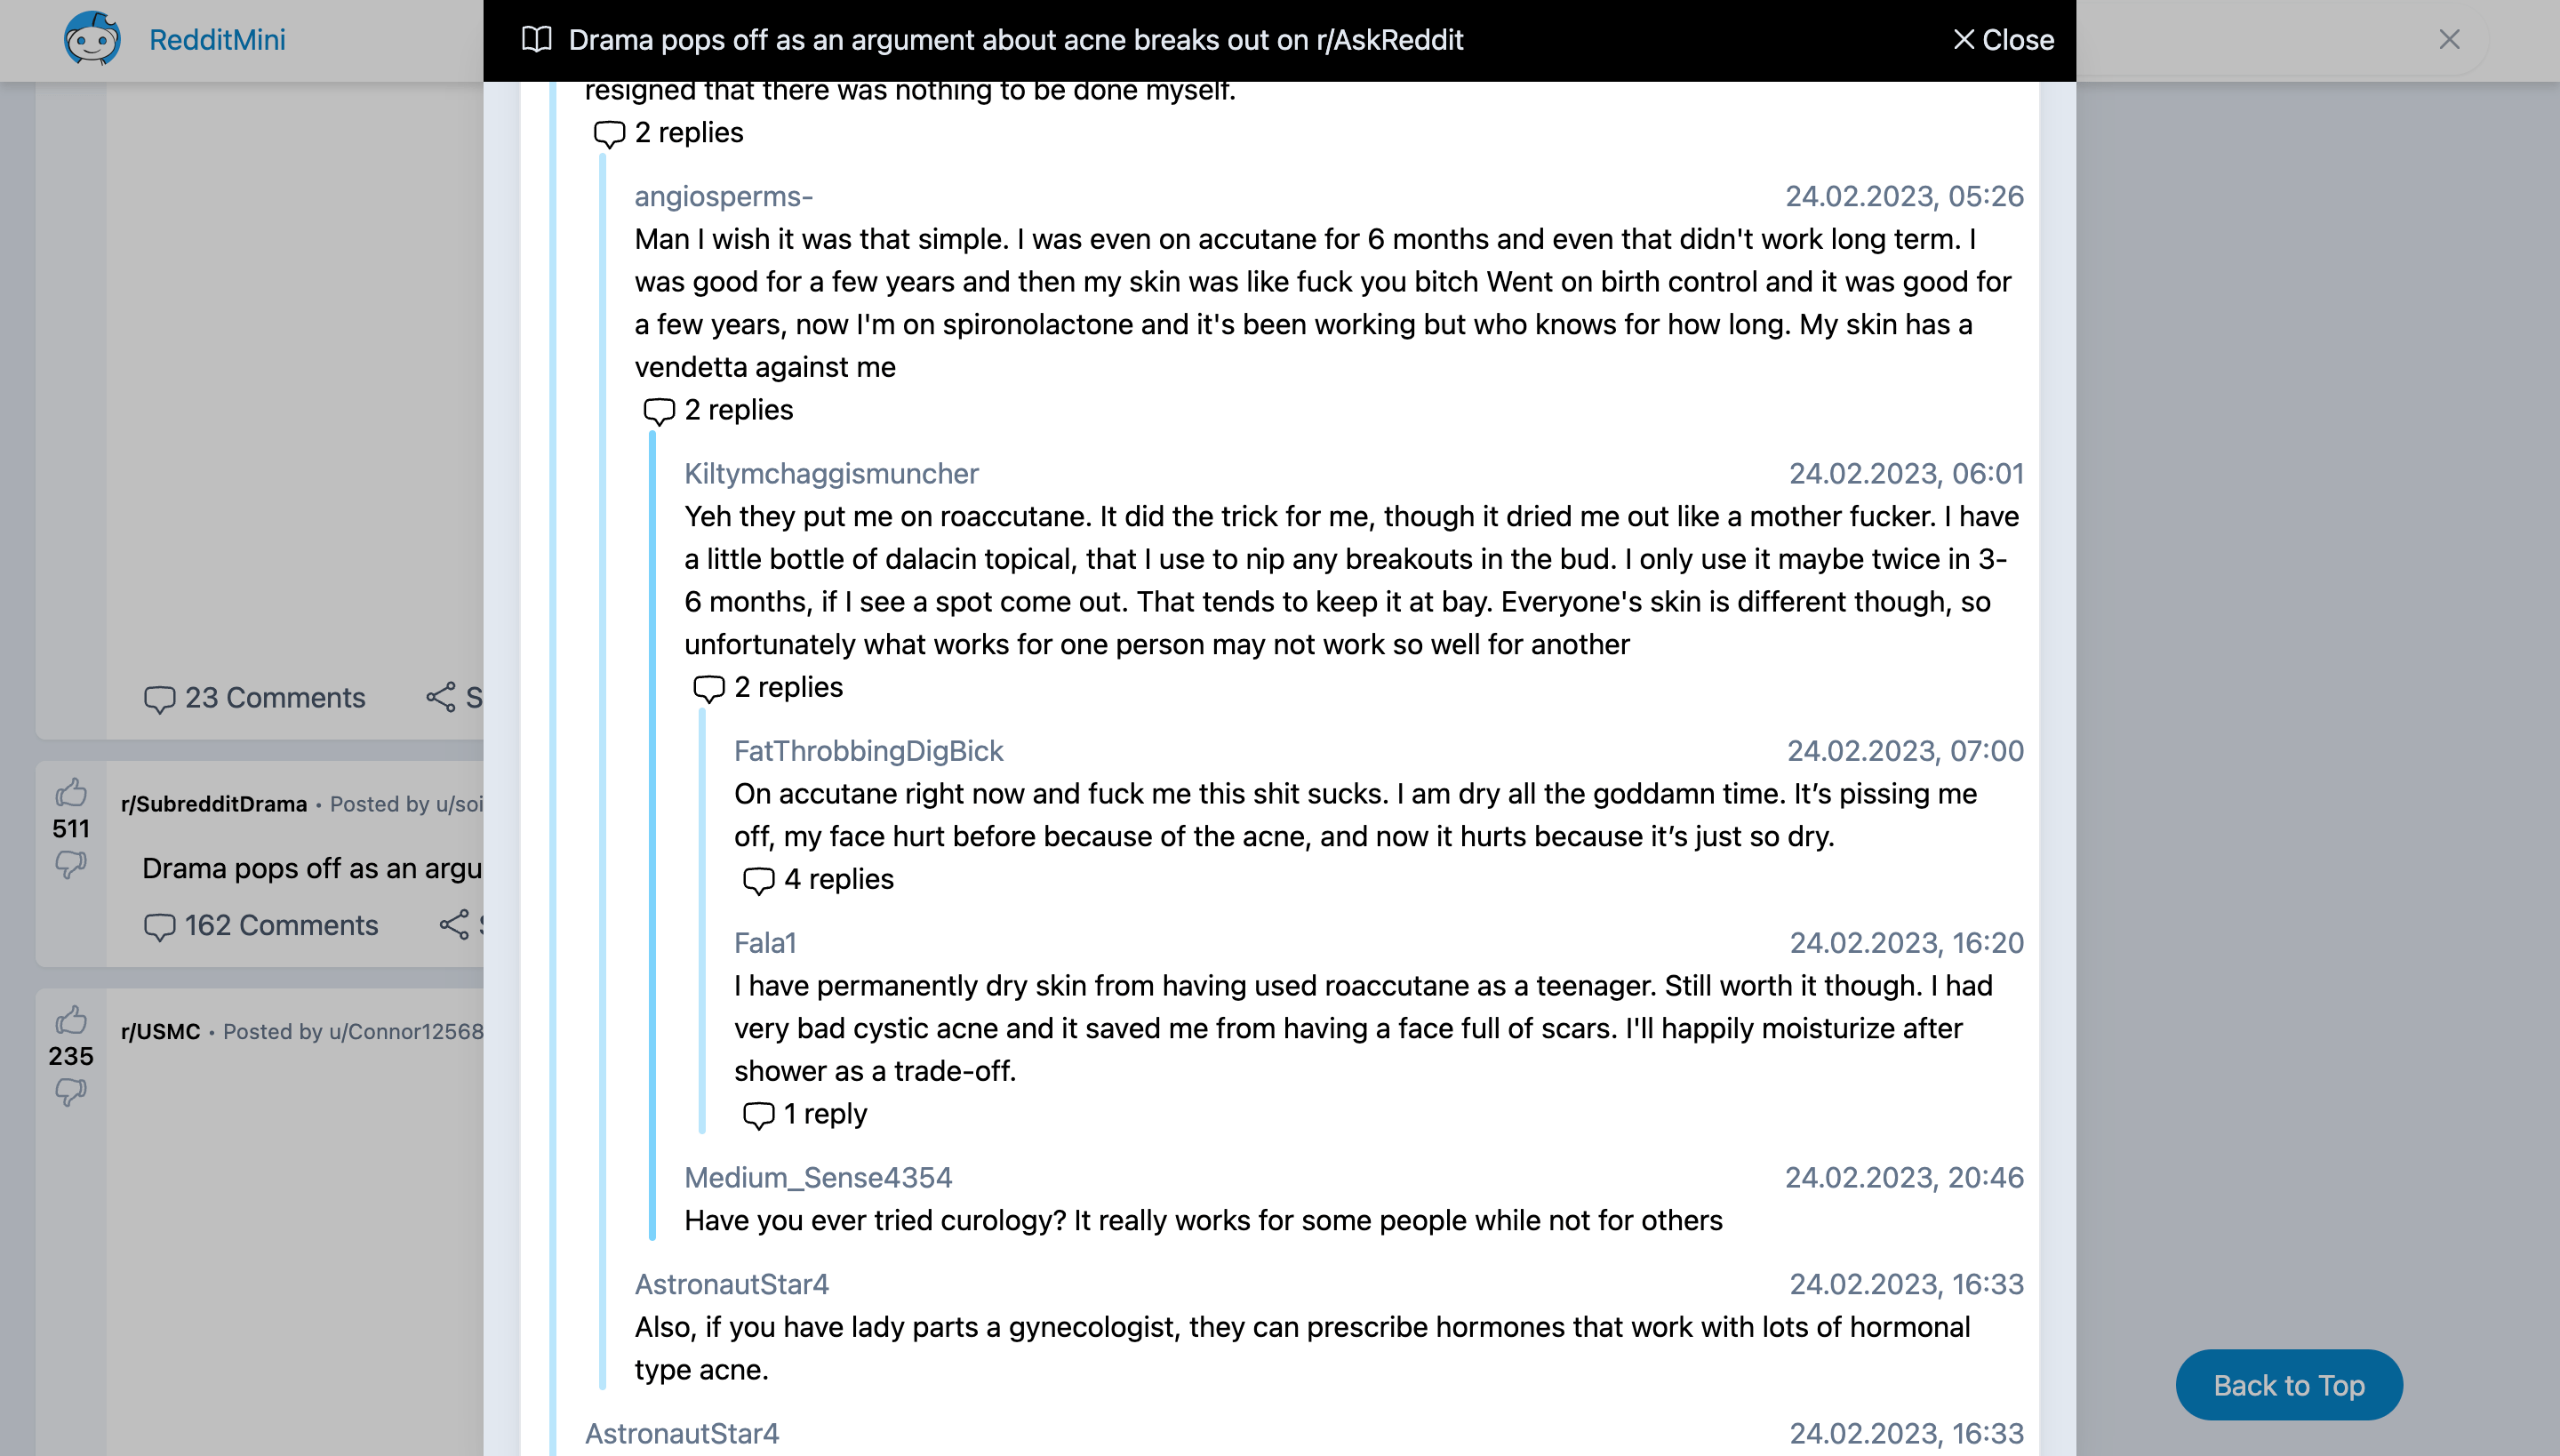 RedditMini
Drama pops off as an argument about acne breaks out on r/AskReddit
Close
resigned that there was nothing to be done myself.
2 replies
angiosperms-
24.02.2023, 05:26
Man I wish it was that simple. I was even on accutane for 6 months and even that didn't work long term. I
was good for a few years and then my skin was like fuck you bitch Went on birth control and it was good for
a few years, now I'm on spironolactone and it's been working but who knows for how long. My skin has a
vendetta against me
2 replies
Kiltymchaggismuncher
24.02.2023, 06:01
Yeh they put me on roaccutane. It did the trick for me, though it dried me out like a mother fucker. I have
a little bottle of dalacin topical, that I use to nip any breakouts in the bud. I only use it maybe twice in 3-
6 months, if I see a spot come out. That tends to keep it at bay. Everyone's skin is different though, so
unfortunately what works for one person may not work so well for another
2 replies
FatThrobbingDigBick
24.02.2023, 07:00
On accutane right now and fuck me this shit sucks. I am dry all the goddamn time. It’s pissing me
off, my face hurt before because of the acne, and now it hurts because it’s just so dry.
4 replies
Fala1
24.02.2023, 16:20
I have permanently dry skin from having used roaccutane as a teenager. Still worth it though. I had
very bad cystic acne and it saved me from having a face full of scars. I'll happily moisturize after
shower as a trade-off.
1 reply
Medium_Sense4354
24.02.2023, 20:46
Have you ever tried curology? It really works for some people while not for others
AstronautStar4
24.02.2023, 16:33
Also, if you have lady parts a gynecologist, they can prescribe hormones that work with lots of hormonal
type acne.
AstronautStar4
24.02.2023, 16:33
23 Comments
S
511
r/SubredditDrama • Posted by u/soi
Drama pops off as an argu
162 Comments
235
r/USMC • Posted by u/Connor12568
Back to Top